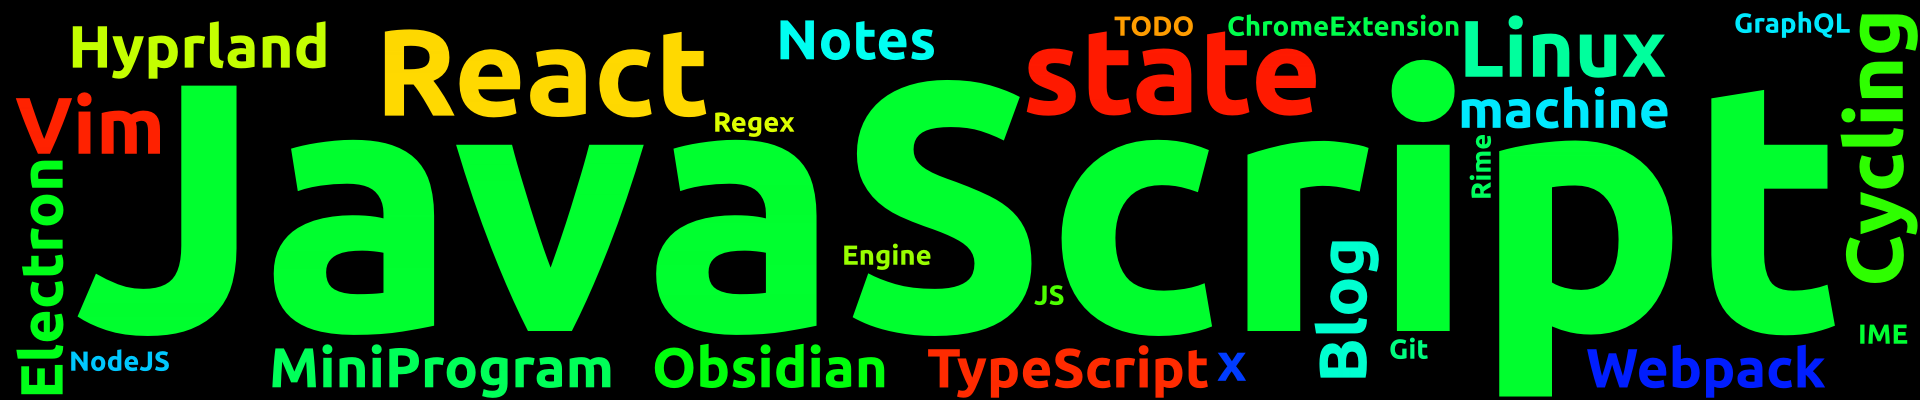 Hyprland
React
Notes
TODO
state
ChromeExtension
Linux
machine
GraphQL
Cycling
Vim
Regex
JavaScript
Rime
Electron
Engine
JS
Blog
Git
IME
NodeJS
MiniProgram
Obsidian
TypeScript
x
Webpack